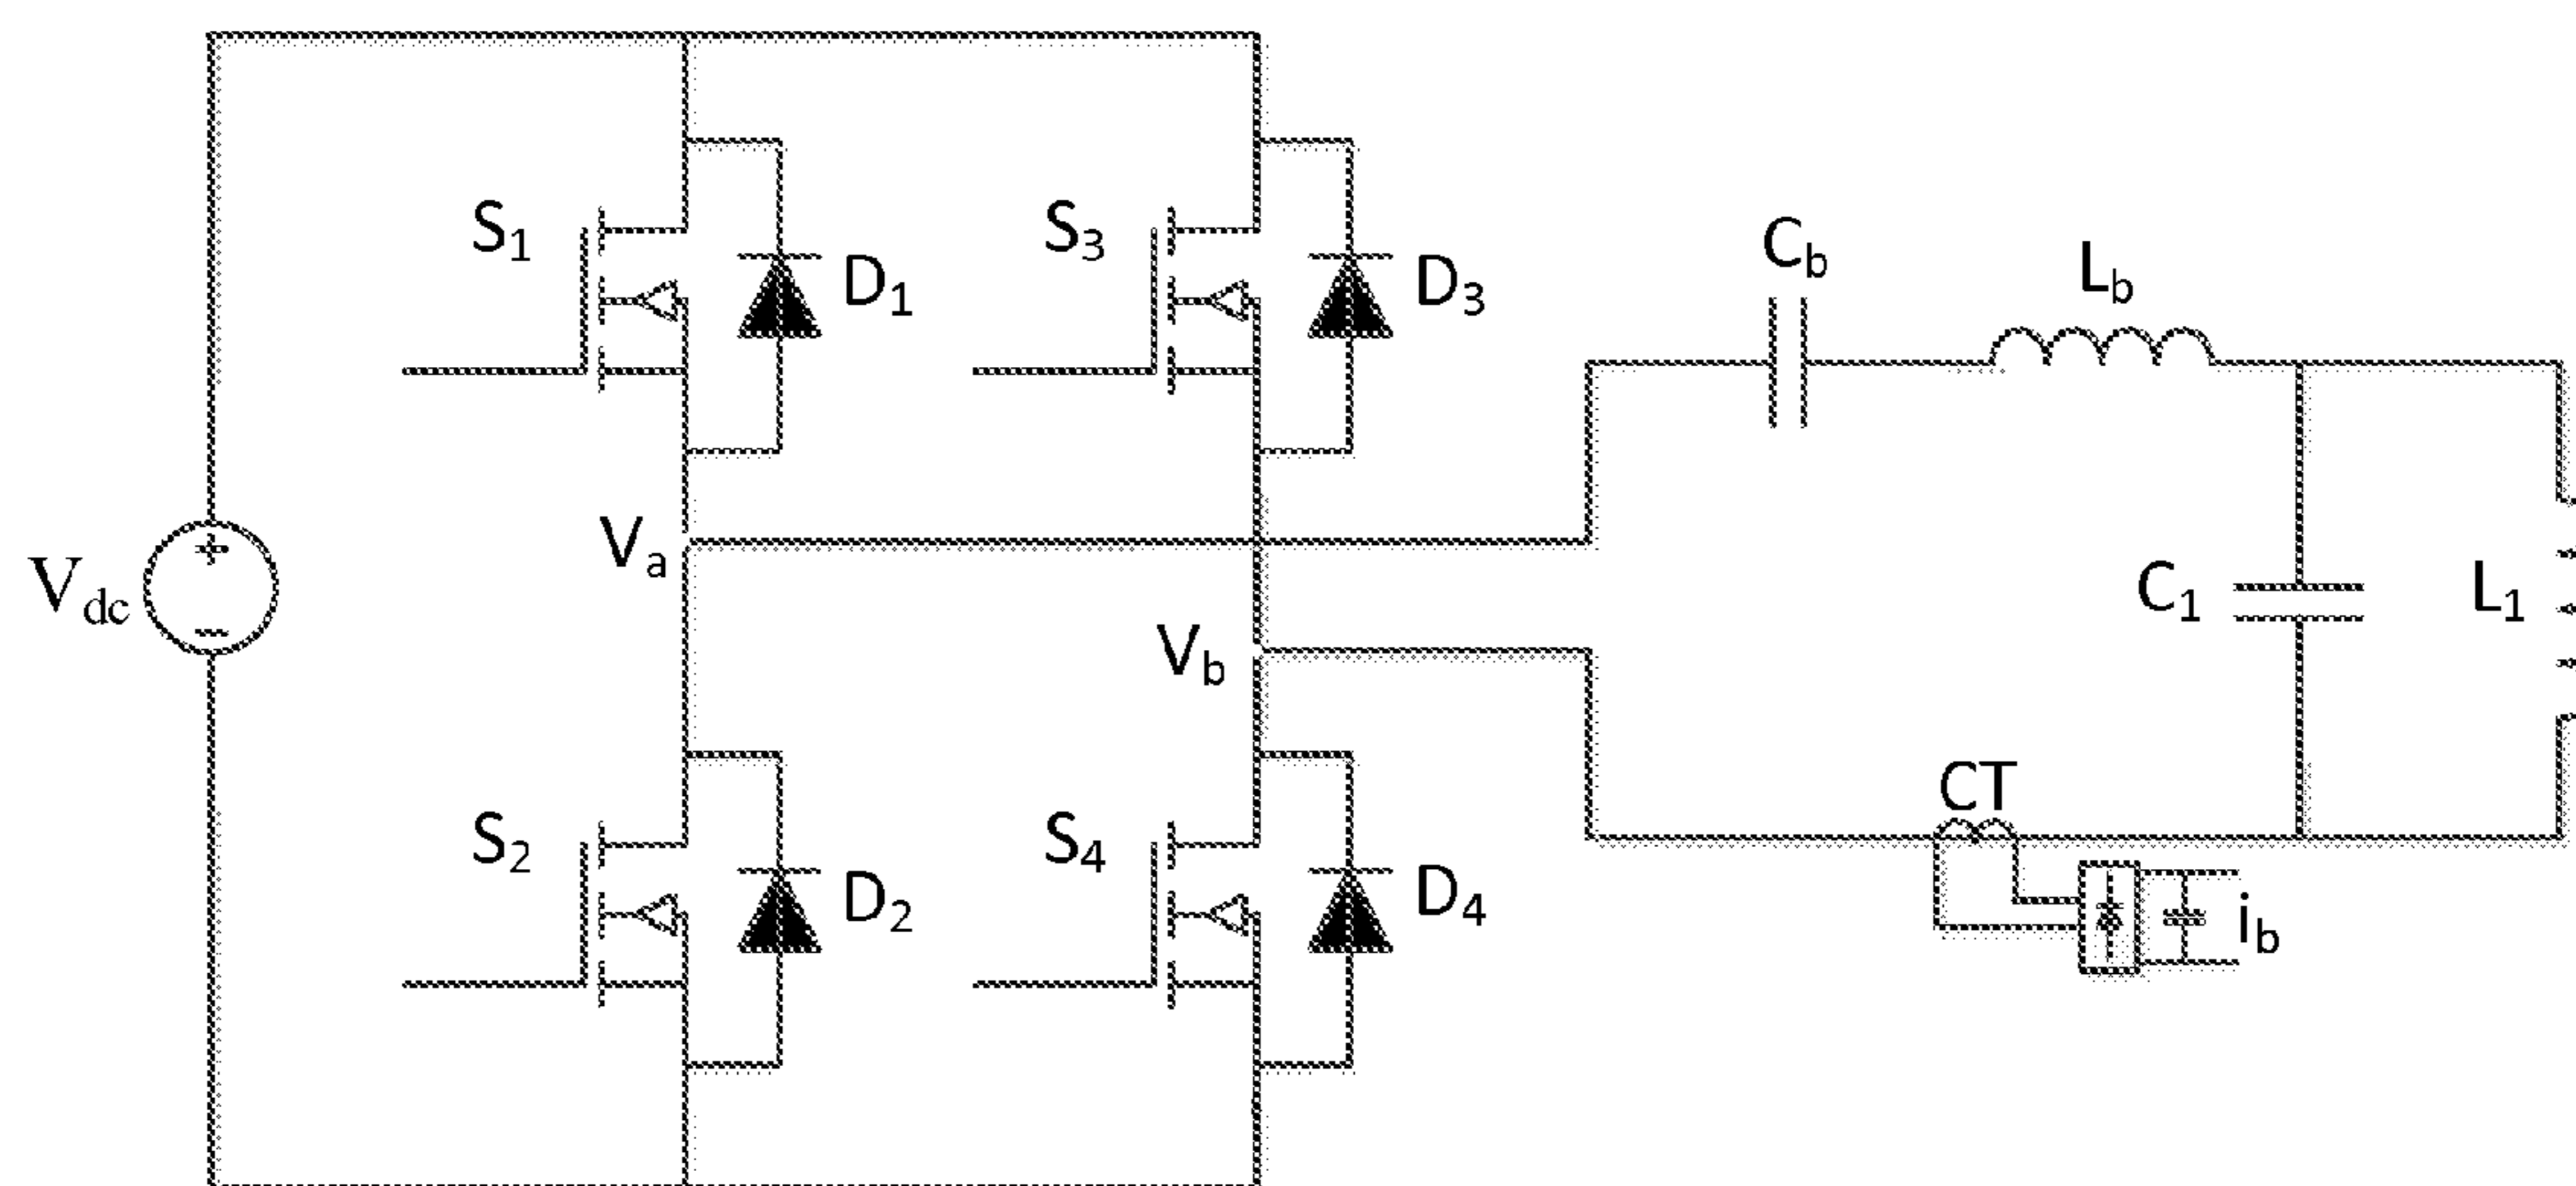 S1
S3
D1
D3
Cb
Lb
Va
Vdc
+
−
C1
L1
Vb
CT
S2
S4
D2
D4
ib